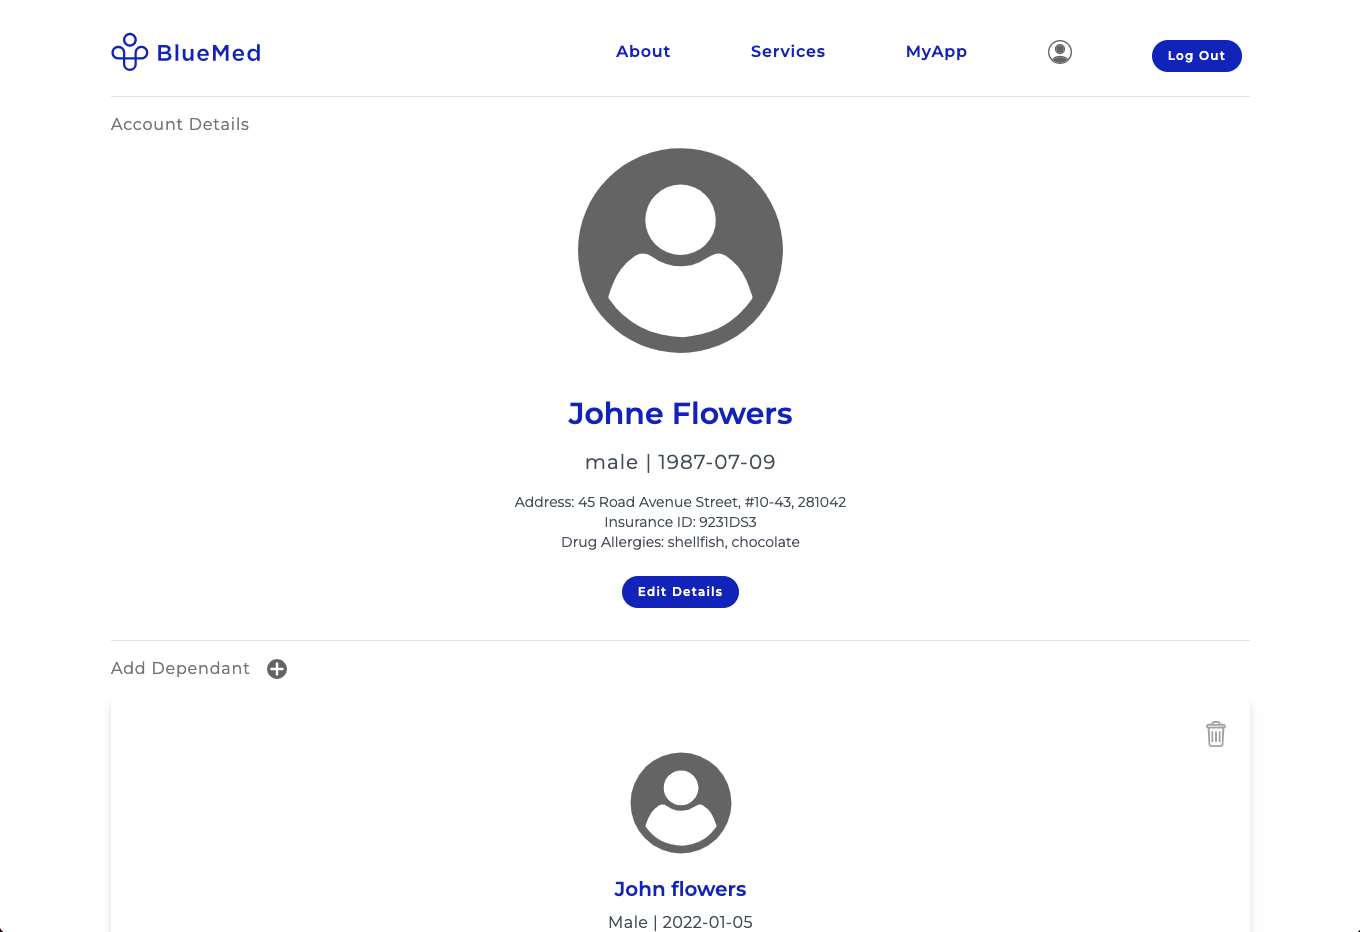 BlueMed
About
Services
MyApp
Log Out
Account Details
Johne Flowers
male | 1987-07-09
Address: 45 Road Avenue Street, #10-43, 281042
Insurance ID: 9231DS3
Drug Allergies: shellfish, chocolate
Edit Details
Add Dependant
John flowers
Male | 2022-01-05